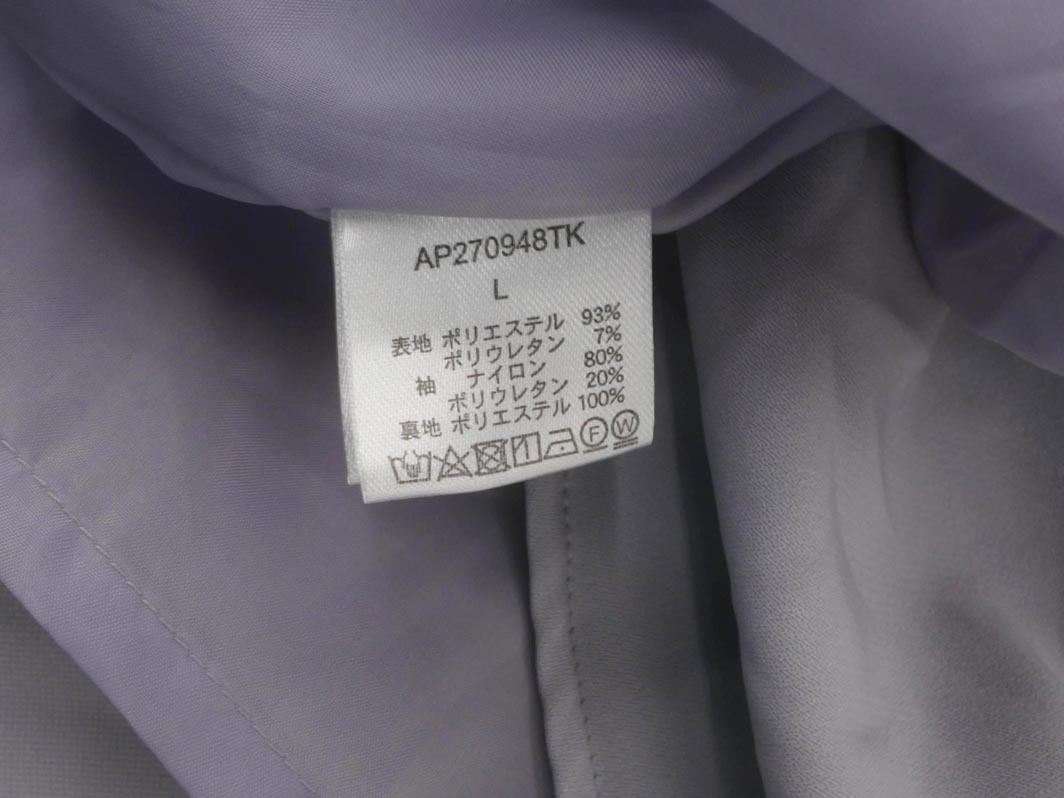 AP270948TK
L
表地 ポリエステル 93%
ポリウレタン 7%
袖 ナイロン 80%
ポリウレタン 20%
裏地 ポリエステル 100%
F W